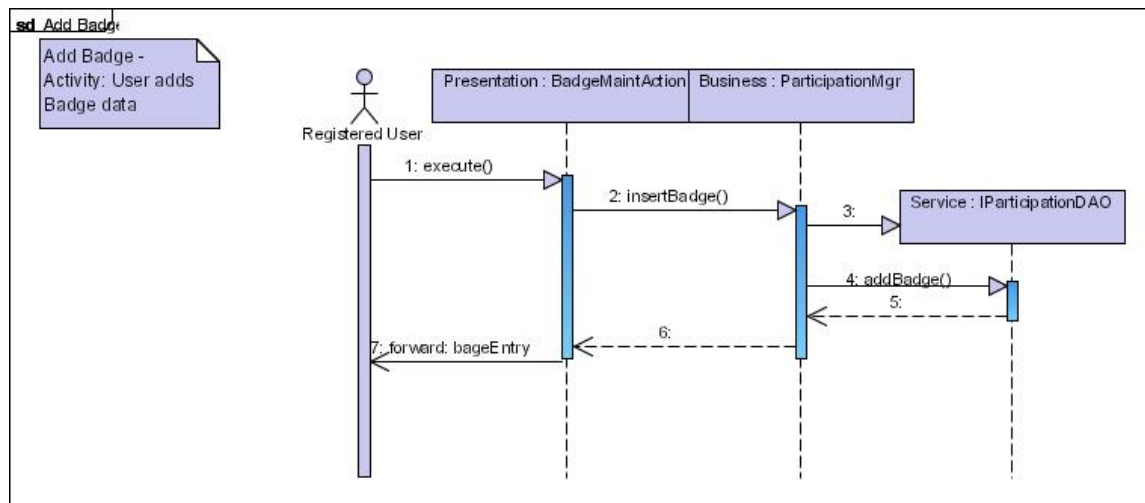 sd Add Badge
Add Badge -
Activity: User adds
Badge data
Presentation : BadgeMaintAction
Business : ParticipationMgr
Registered User
1: execute()
2: insertBadge()
3:
Service : IParticipationDAO
4: addBadge()
5:
6:
7: forward: bageEntry